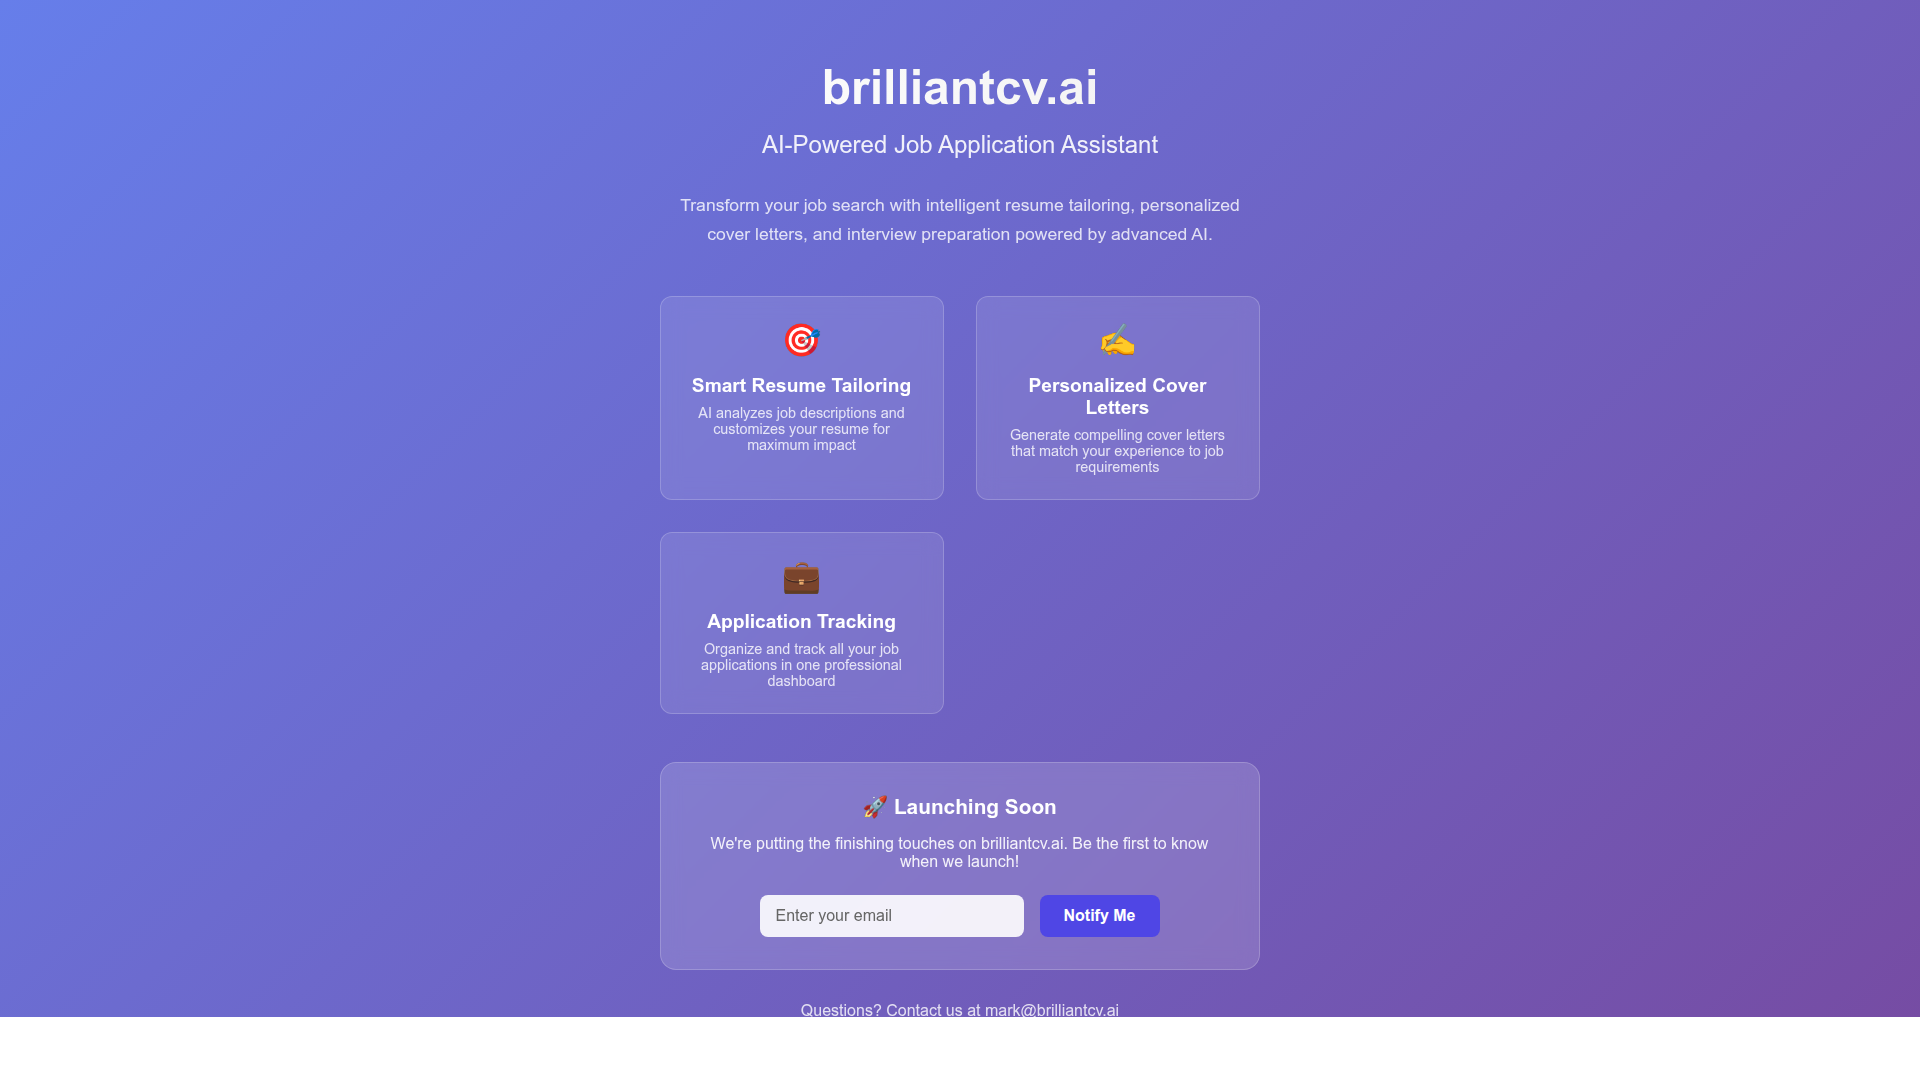 brilliantcv.ai
AI-Powered Job Application Assistant
Transform your job search with intelligent resume tailoring, personalized
cover letters, and interview preparation powered by advanced AI.
Smart Resume Tailoring
AI analyzes job descriptions and
customizes your resume for
maximum impact
Personalized Cover
Letters
Generate compelling cover letters
that match your experience to job
requirements
Application Tracking
Organize and track all your job
applications in one professional
dashboard
🚀 Launching Soon
We're putting the finishing touches on brilliantcv.ai. Be the first to know
when we launch!
Enter your email
Notify Me
Questions? Contact us at mark@brilliantcv.ai